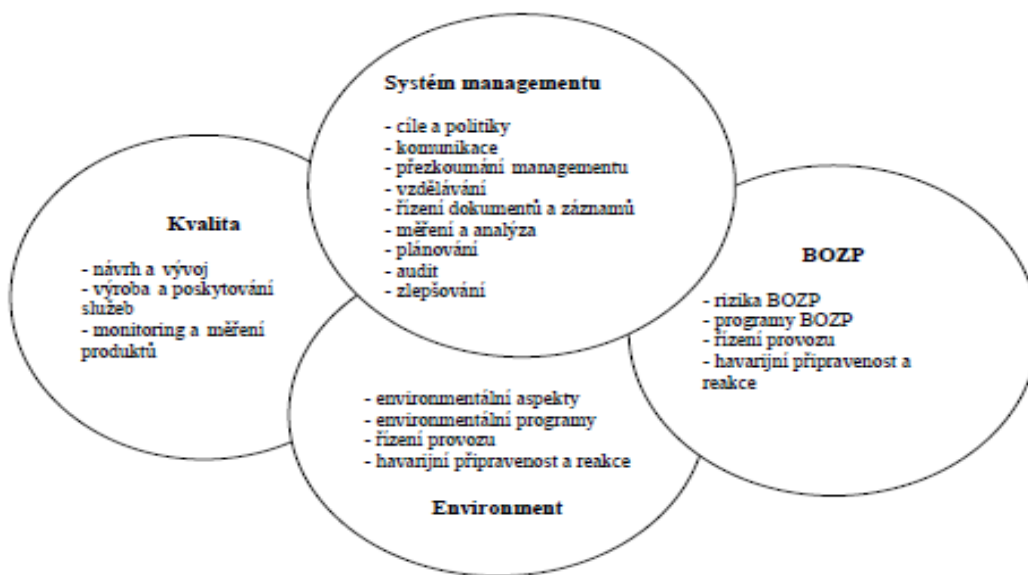 Systém managementu
- cíle a politiky
- komunikace
- přezkoumání managementu
- vzdělávání
- řízení dokumentů a záznamů
- měření a analýza
- plánování
- audit
- zlepšování
Kvalita
- návrh a vývoj
- výroba a poskytování
služeb
- monitoring a měření
produktů
BOZP
- rizika BOZP
- programy BOZP
- řízení provozu
- havarijní připravenost a
reakce
- environmentální aspekty
- environmentální programy
- řízení provozu
- havarijní připravenost a reakce
Environment